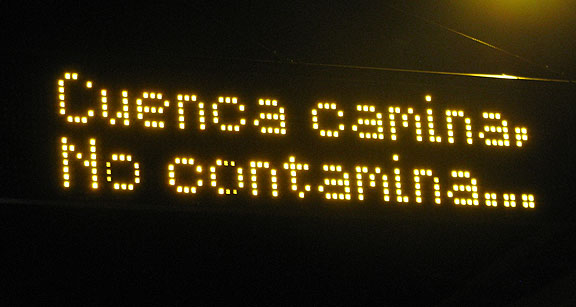 Cuenca camina,
No contamina...